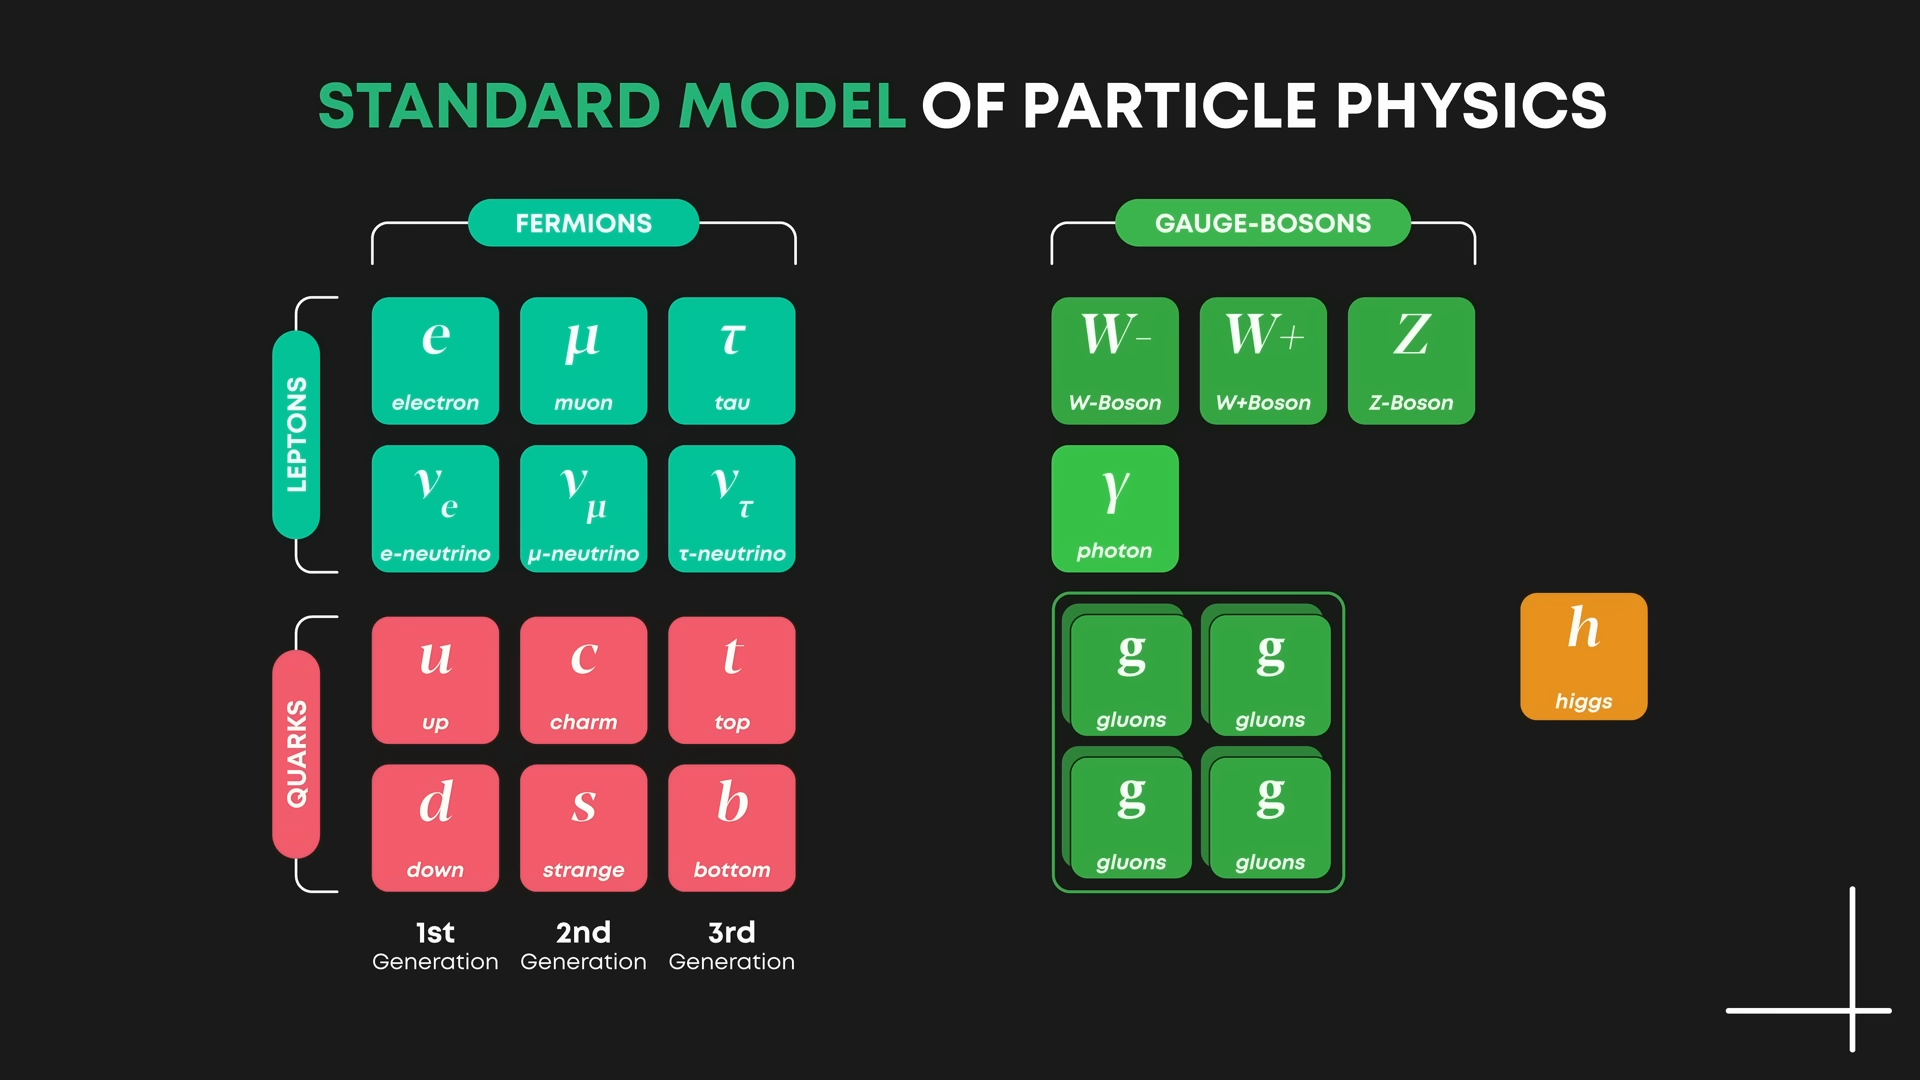 STANDARD MODEL OF PARTICLE PHYSICS
FERMIONS
LEPTONS
e
electron
μ
muon
τ
tau
νe
e-neutrino
νμ
μ-neutrino
ντ
τ-neutrino
QUARKS
u
up
c
charm
t
top
d
down
s
strange
b
bottom
1st
Generation
2nd
Generation
3rd
Generation
GAUGE-BOSONS
W-
W-Boson
W+
W+Boson
Z
Z-Boson
γ
photon
g
gluons
g
gluons
g
gluons
g
gluons
h
higgs